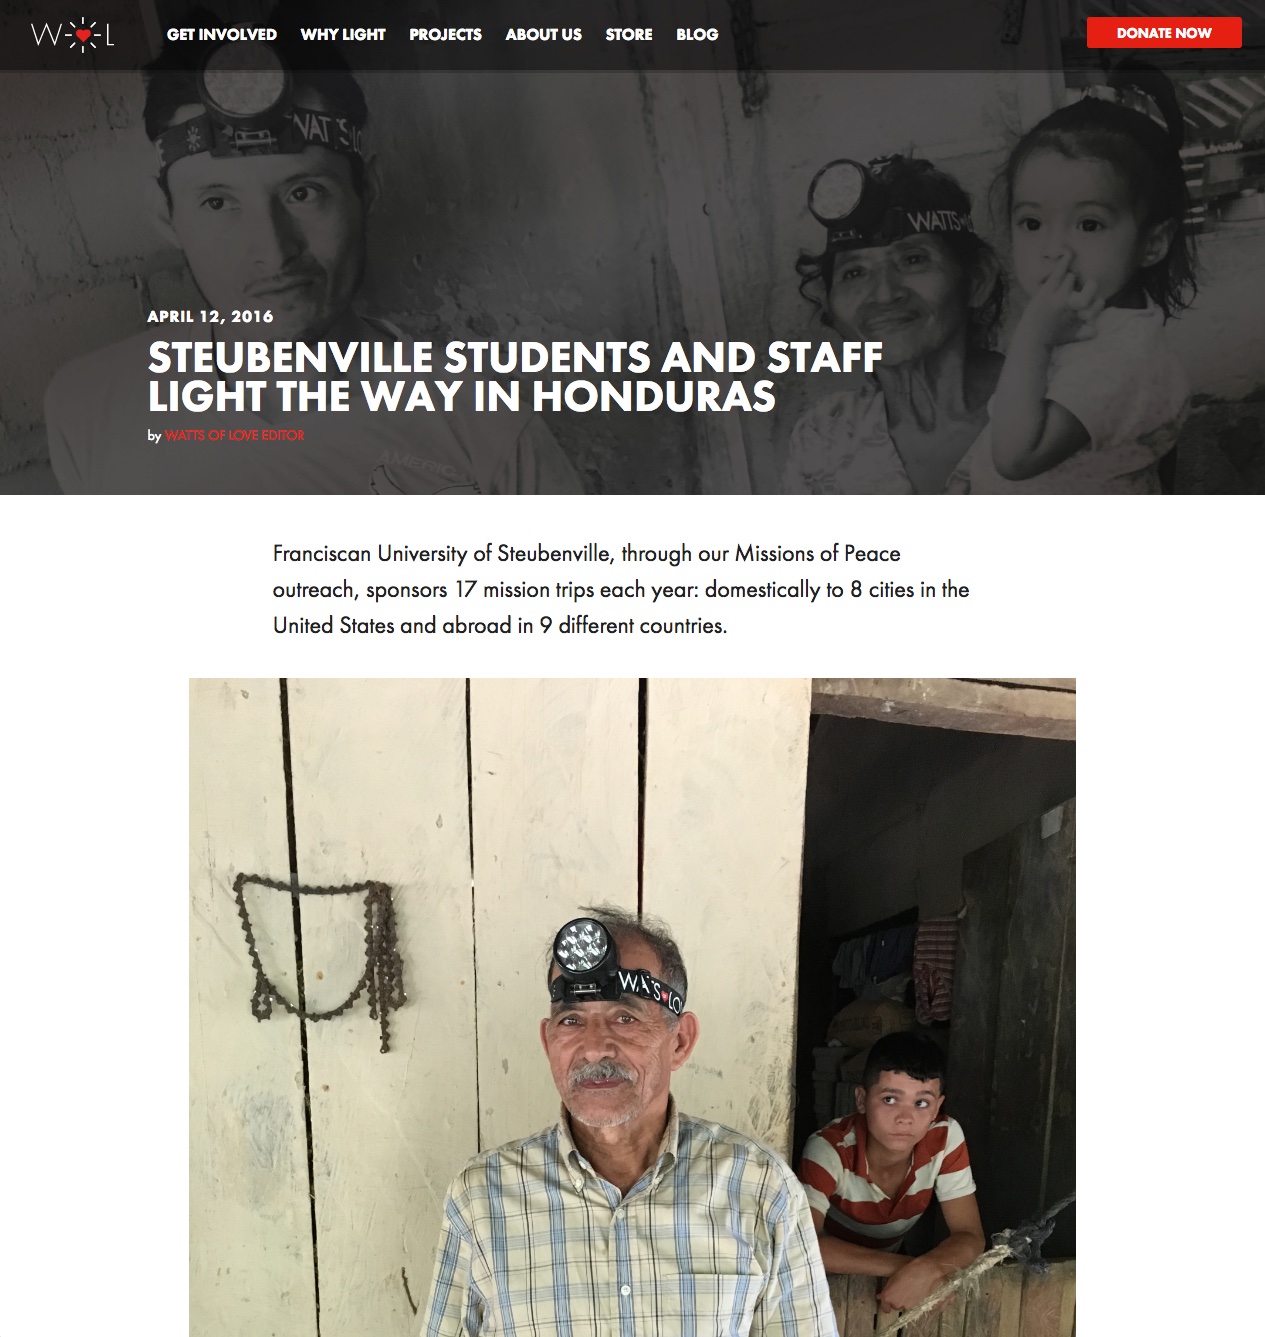 W L
GET INVOLVED
WHY LIGHT
PROJECTS
ABOUT US
STORE
BLOG
DONATE NOW
WATTS
APRIL 12, 2016
STEUBENVILLE STUDENTS AND STAFF
LIGHT THE WAY IN HONDURAS
by WATTS OF LOVE EDITOR
Franciscan University of Steubenville, through our Missions of Peace
outreach, sponsors 17 mission trips each year: domestically to 8 cities in the
United States and abroad in 9 different countries.